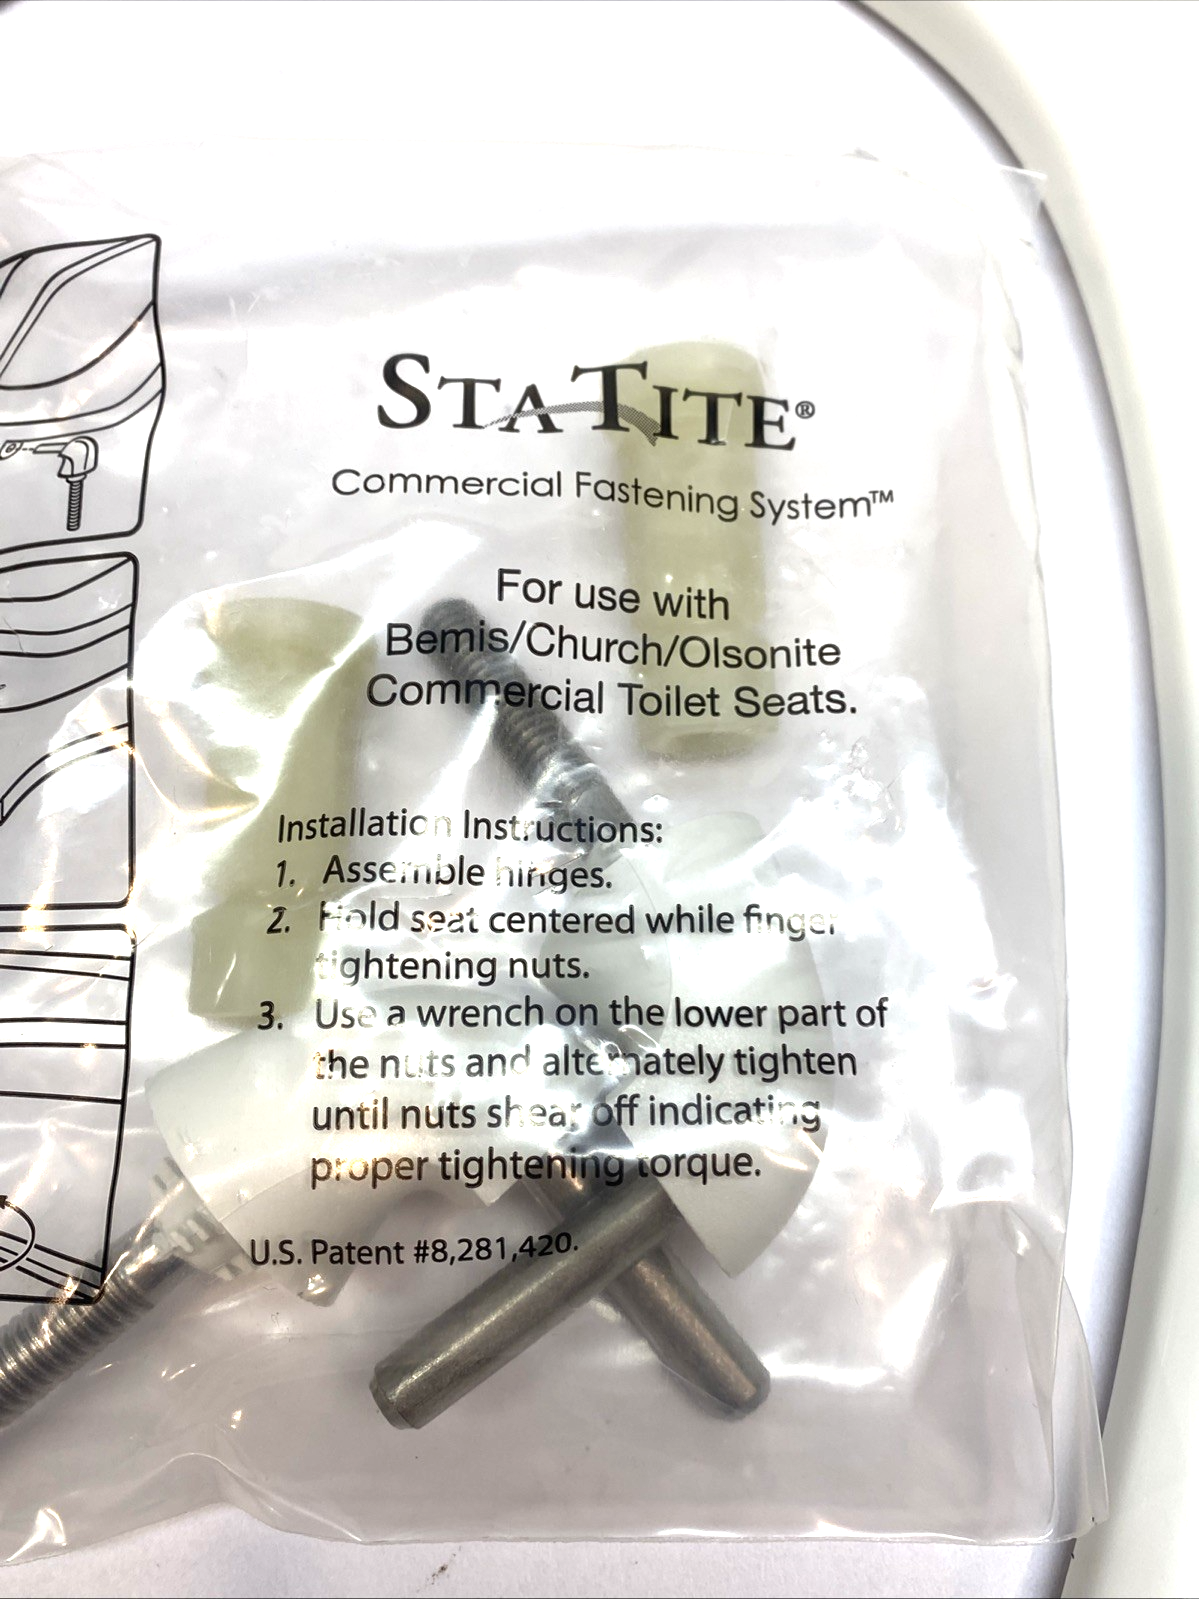 STATITE®
Commercial Fastening System™
For use with
Bemis/Church/Olsonite
Commercial Toilet Seats.
Installation Instructions:
1. Assemble hinges.
2. Hold seat centered while finger
tightening nuts.
3. Use a wrench on the lower part of
the nuts and alternately tighten
until nuts shear off indicating
proper tightening torque.
U.S. Patent #8,281,420.